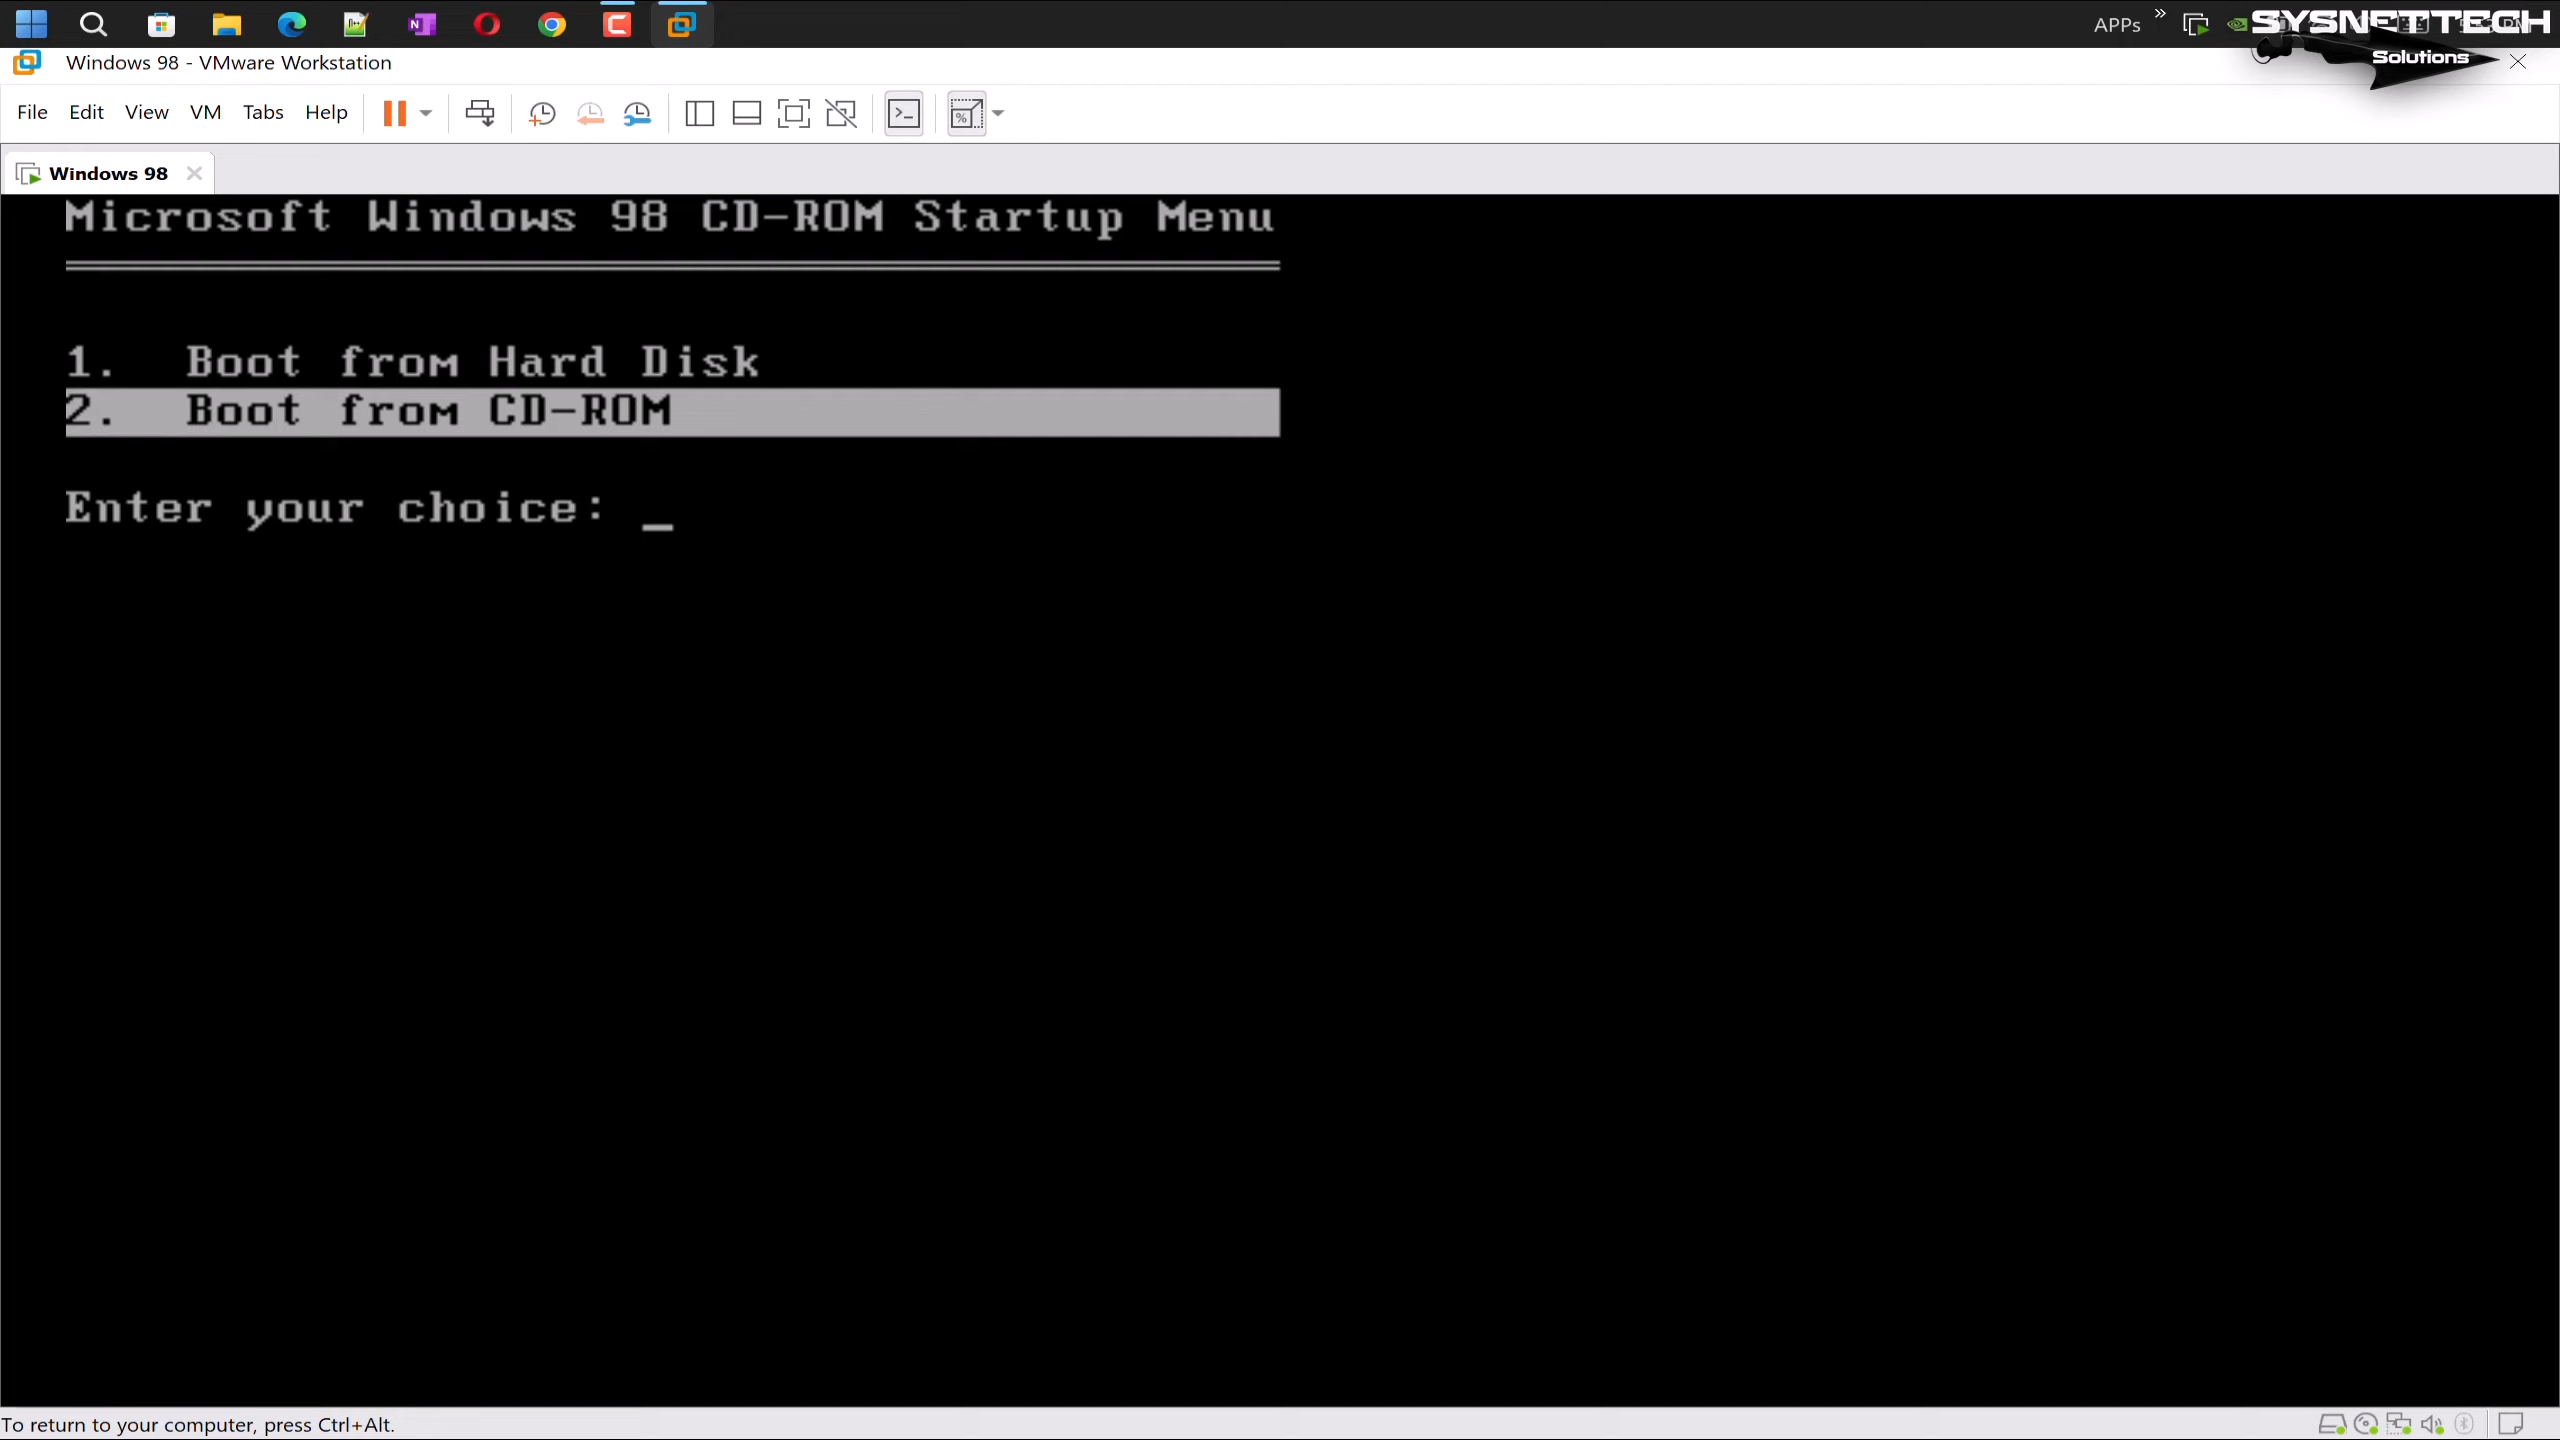 APPs
SYSNETTECH
Solutions
Windows 98 - VMware Workstation
File Edit View VM Tabs Help
Windows 98
Microsoft Windows 98 CD-ROM Startup Menu
1. Boot from Hard Disk
2. Boot from CD-ROM
Enter your choice: _
To return to your computer, press Ctrl+Alt.